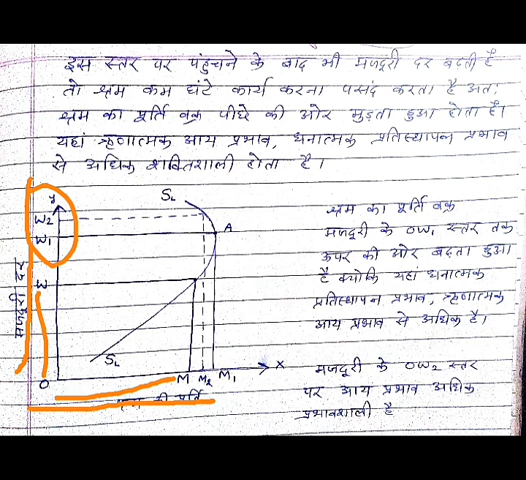 इस स्तर पर पहुंचने के बाद भी मजदूरी दर बढ़ती है
तो श्रम कम घंटे कार्य करना पसंद करता है अतः
श्रम का पूर्ति वक्र पीछे की ओर मुड़ता हुआ होता है।
यहां ऋणात्मक आय प्रभाव, धनात्मक प्रतिस्थापन प्रभाव
से अधिक शक्तिशाली होता है।
y
SL
W2
W1
A
W
मजदूरी दर
SL
O
M
M2
M1
X
की पूर्ति
श्रम का पूर्ति वक्र
मजदूरी के OW1 स्तर तक
ऊपर की ओर बढ़ता हुआ
है क्योंकि यहां धनात्मक
प्रतिस्थापन प्रभाव, ऋणात्मक
आय प्रभाव से अधिक है।
मजदूरी के OW2 स्तर
पर आय प्रभाव अधिक
प्रभावशाली है